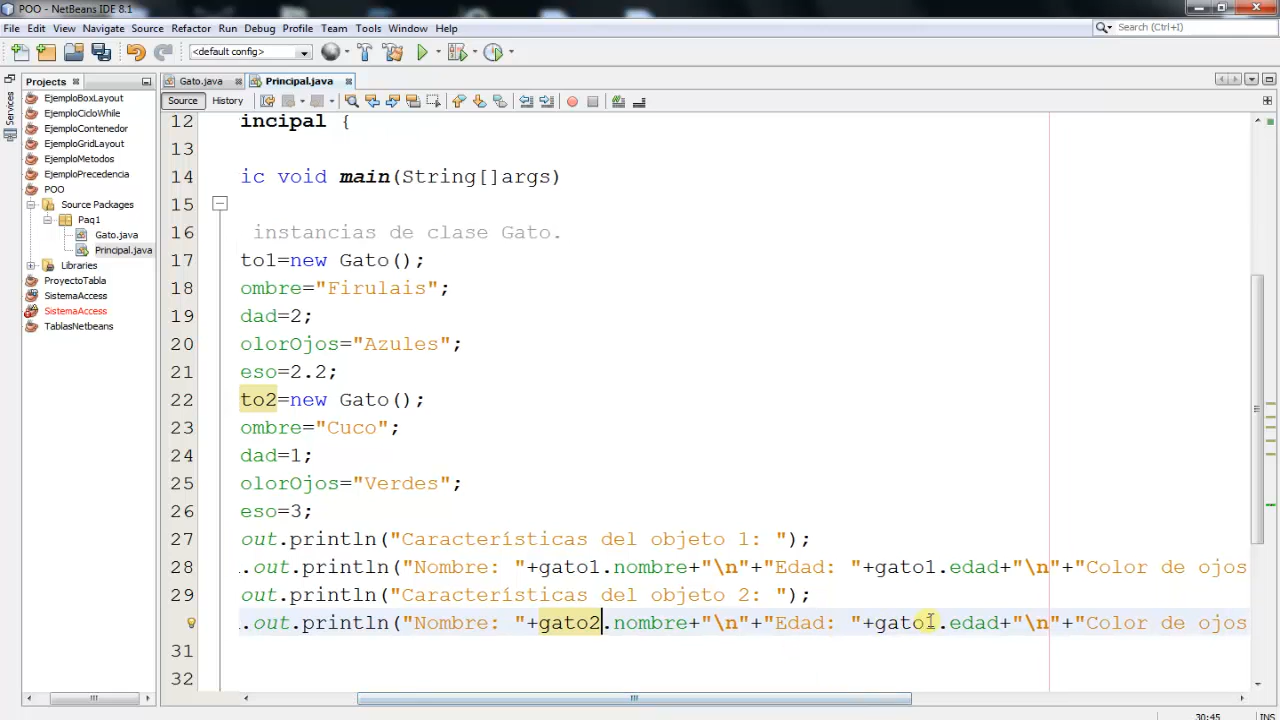 POO - NetBeans IDE 8.1
File Edit View Navigate Source Refactor Run Debug Profile Team Tools Window Help
Search (Ctrl+I)
<default config>
Projects
Gato.java
Principal.java
Services
Source
History
EjemploBoxLayout
EjemploCicloWhile
EjemploContenedor
EjemploGridLayout
EjemploMetodos
EjemploPrecedencia
POO
Source Packages
Paq1
Gato.java
Principal.java
Libraries
ProyectoTabla
SistemaAccess
SistemaAccess
TablasNetbeans
12 incipal {
13
14 ic void main(String[]args)
15
16 instancias de clase Gato.
17 to1=new Gato();
18 ombre="Firulais";
19 dad=2;
20 olorOjos="Azules";
21 eso=2.2;
22 to2=new Gato();
23 ombre="Cuco";
24 dad=1;
25 olorOjos="Verdes";
26 eso=3;
27 out.println("Características del objeto 1: ");
28 .out.println("Nombre: "+gato1.nombre+"\n"+"Edad: "+gato1.edad+"\n"+"Color de ojos
29 out.println("Características del objeto 2: ");
30 .out.println("Nombre: "+gato2.nombre+"\n"+"Edad: "+gato1.edad+"\n"+"Color de ojos
31
32
30:45
INS